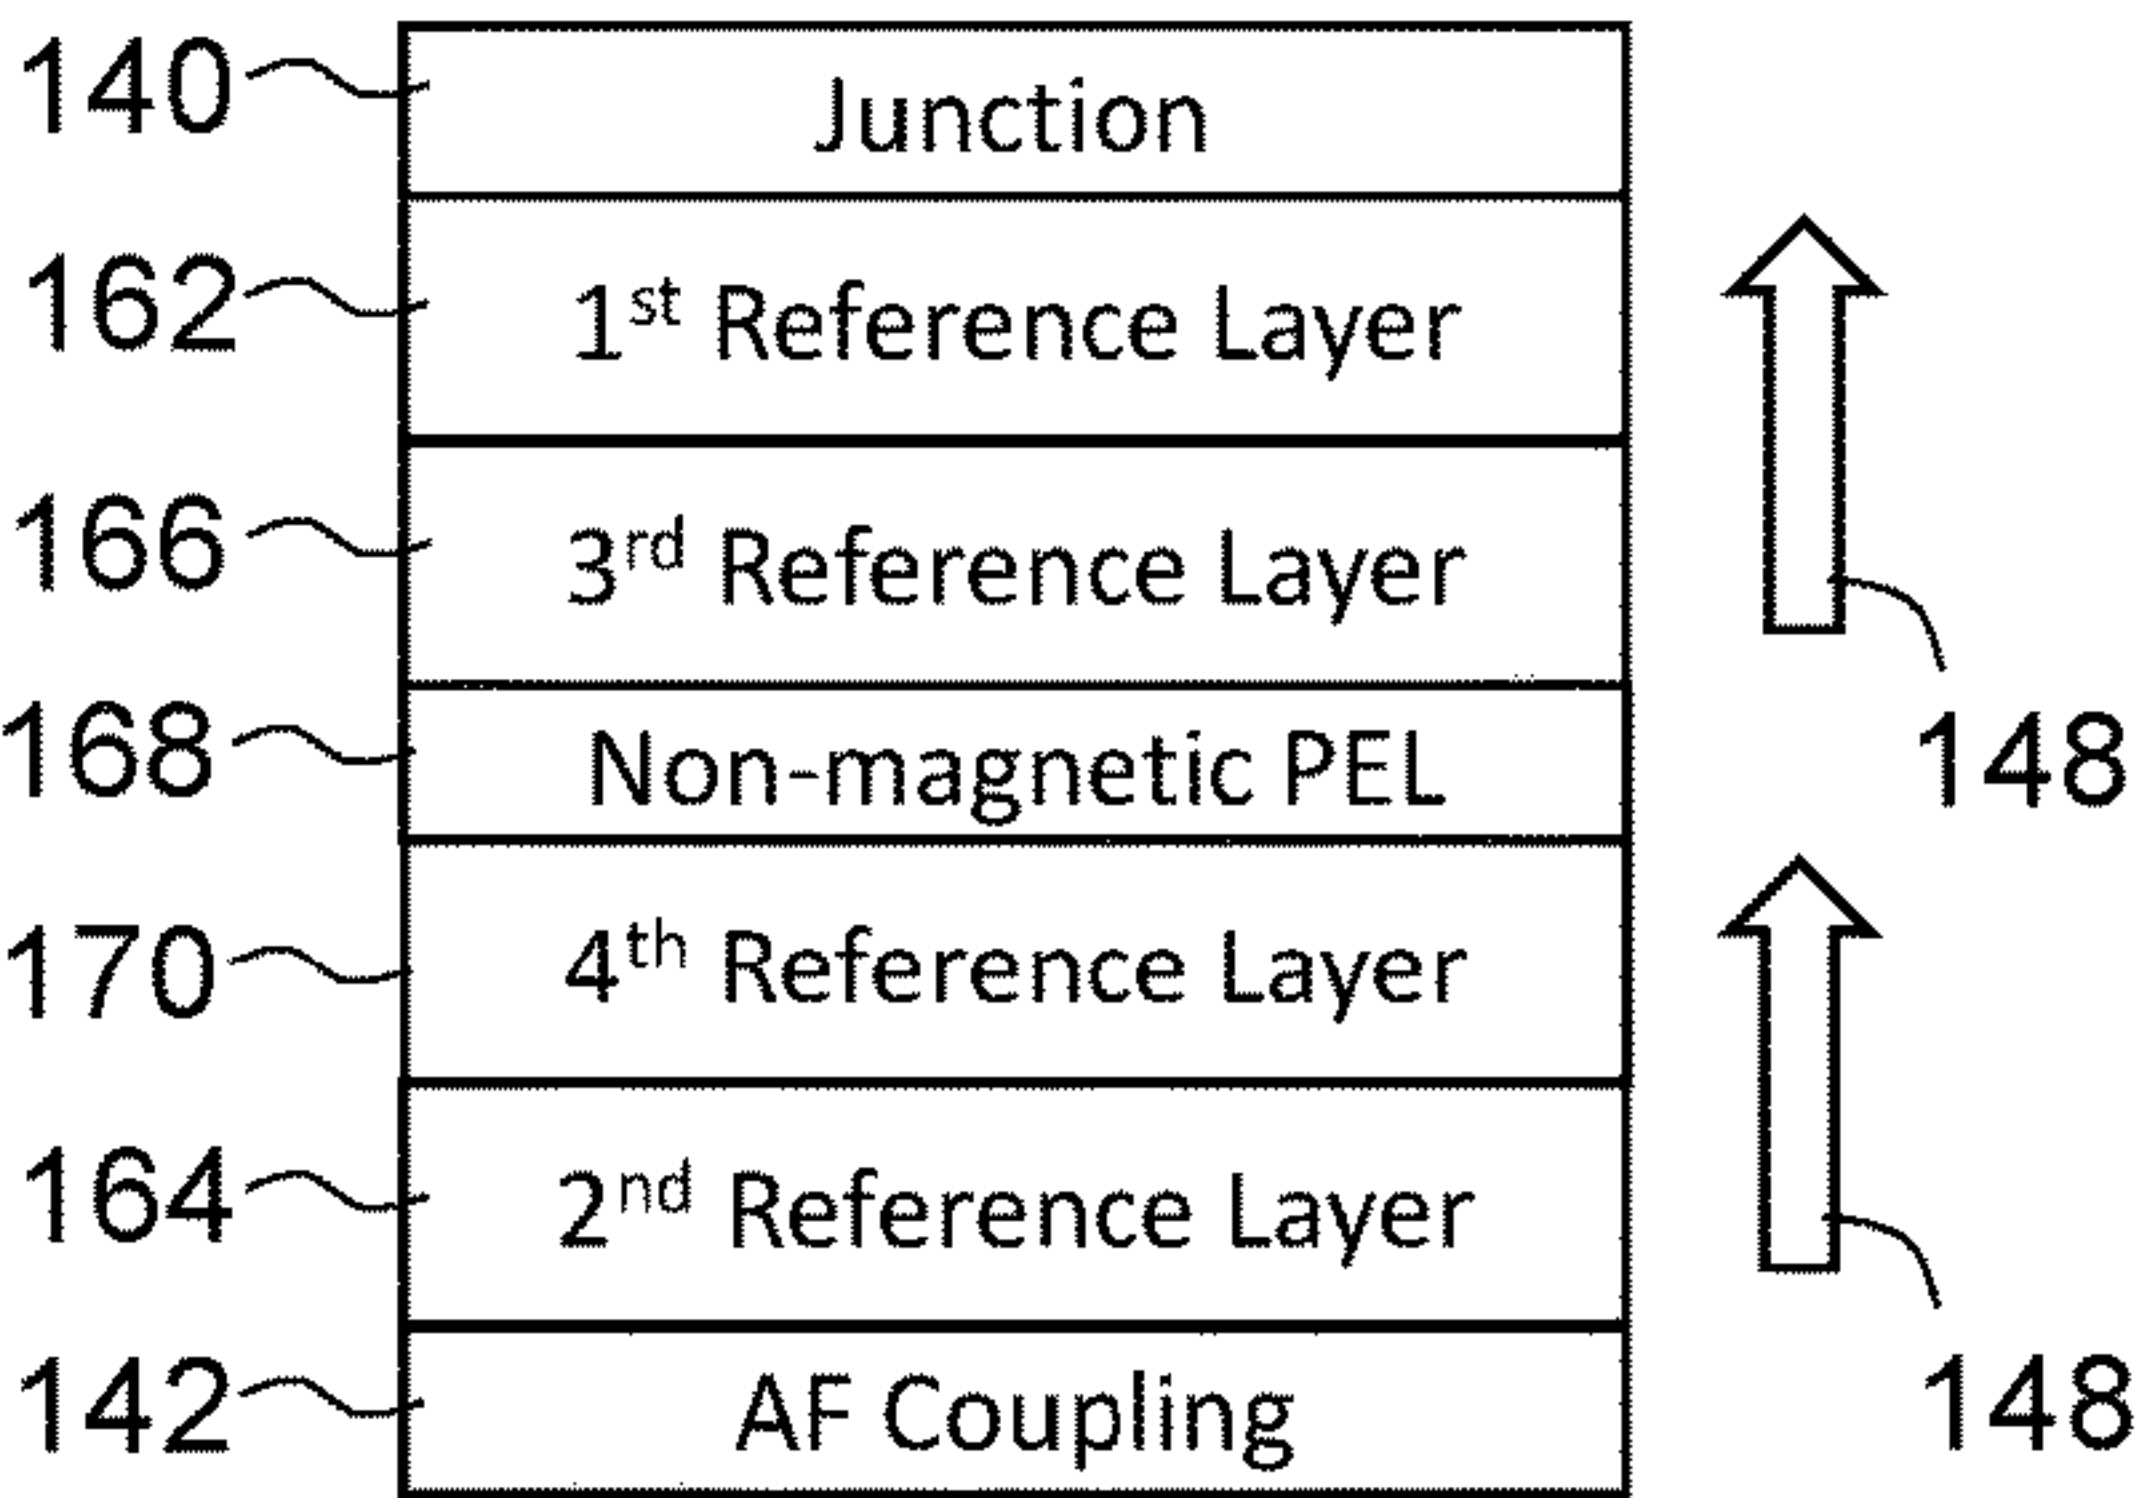 140 Junction
162 1st Reference Layer
166 3rd Reference Layer
168 Non-magnetic PEL 148
170 4th Reference Layer
164 2nd Reference Layer
142 AF Coupling 148